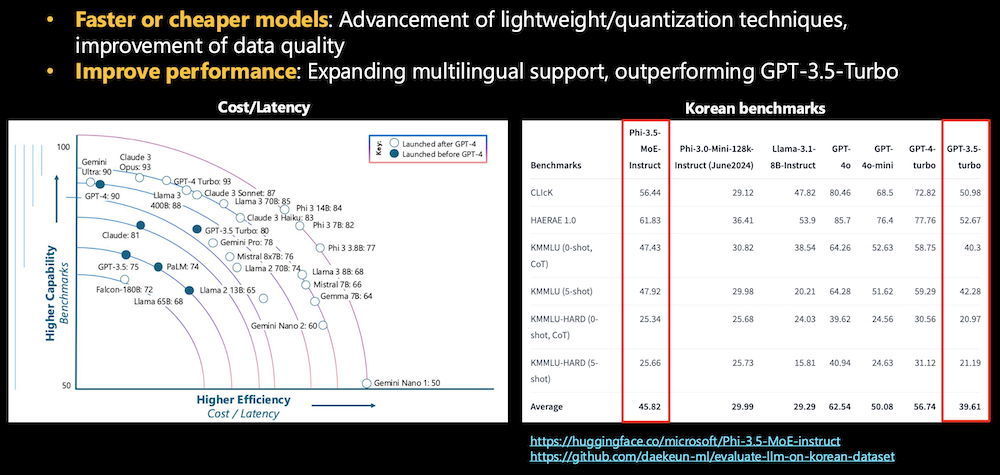 • Faster or cheaper models: Advancement of lightweight/quantization techniques,
improvement of data quality
• Improve performance: Expanding multilingual support, outperforming GPT-3.5-Turbo
Cost/Latency
Key:
Launched after GPT-4
Launched before GPT-4
100
50
Higher Capability
Benchmarks
Gemini
Ultra: 90
Claude 3
Opus: 93
GPT-4 Turbo: 93
GPT-4: 90
Llama 3
400B: 88
Claude 3 Sonnet: 87
Llama 3 70B: 85
Phi 3 14B: 84
Claude 3 Haiku: 83
Phi 3 7B: 82
Claude: 81
GPT-3.5 Turbo: 80
Gemini Pro: 78
Phi 3 3.8B: 77
Mistral 8x7B: 76
GPT-3.5: 75
PaLM: 74
Llama 2 70B: 74
Falcon-180B: 72
Llama 3 8B: 68
Llama 65B: 68
Mistral 7B: 66
Llama 2 13B: 65
Gemma 7B: 64
Gemini Nano 2: 60
Gemini Nano 1: 50
Higher Efficiency
Cost / Latency
Korean benchmarks
Benchmarks
Phi-3.5-
MoE-
Instruct
Phi-3.0-Mini-128k-
Instruct (June2024)
Llama-3.1-
8B-Instruct
GPT-
4o
GPT-
4o-mini
GPT-4-
turbo
GPT-3.5-
turbo
CLIcK 56.44 29.12 47.82 80.46 68.5 72.82 50.98
HAERAE 1.0 61.83 36.41 53.9 85.7 76.4 77.76 52.67
KMMLU (0-shot, 47.43 30.82 38.54 64.26 52.63 58.75 40.3
CoT)
KMMLU (5-shot) 47.92 29.98 20.21 64.28 51.62 59.29 42.28
KMMLU-HARD (0- 25.34 25.68 24.03 39.62 24.56 30.56 20.97
shot, CoT)
KMMLU-HARD (5- 25.66 25.73 15.81 40.94 24.63 31.12 21.19
shot)
Average 45.82 29.99 29.29 62.54 50.08 56.74 39.61
https://huggingface.co/microsoft/Phi-3.5-MoE-instruct
https://github.com/daekeun-ml/evaluate-llm-on-korean-dataset